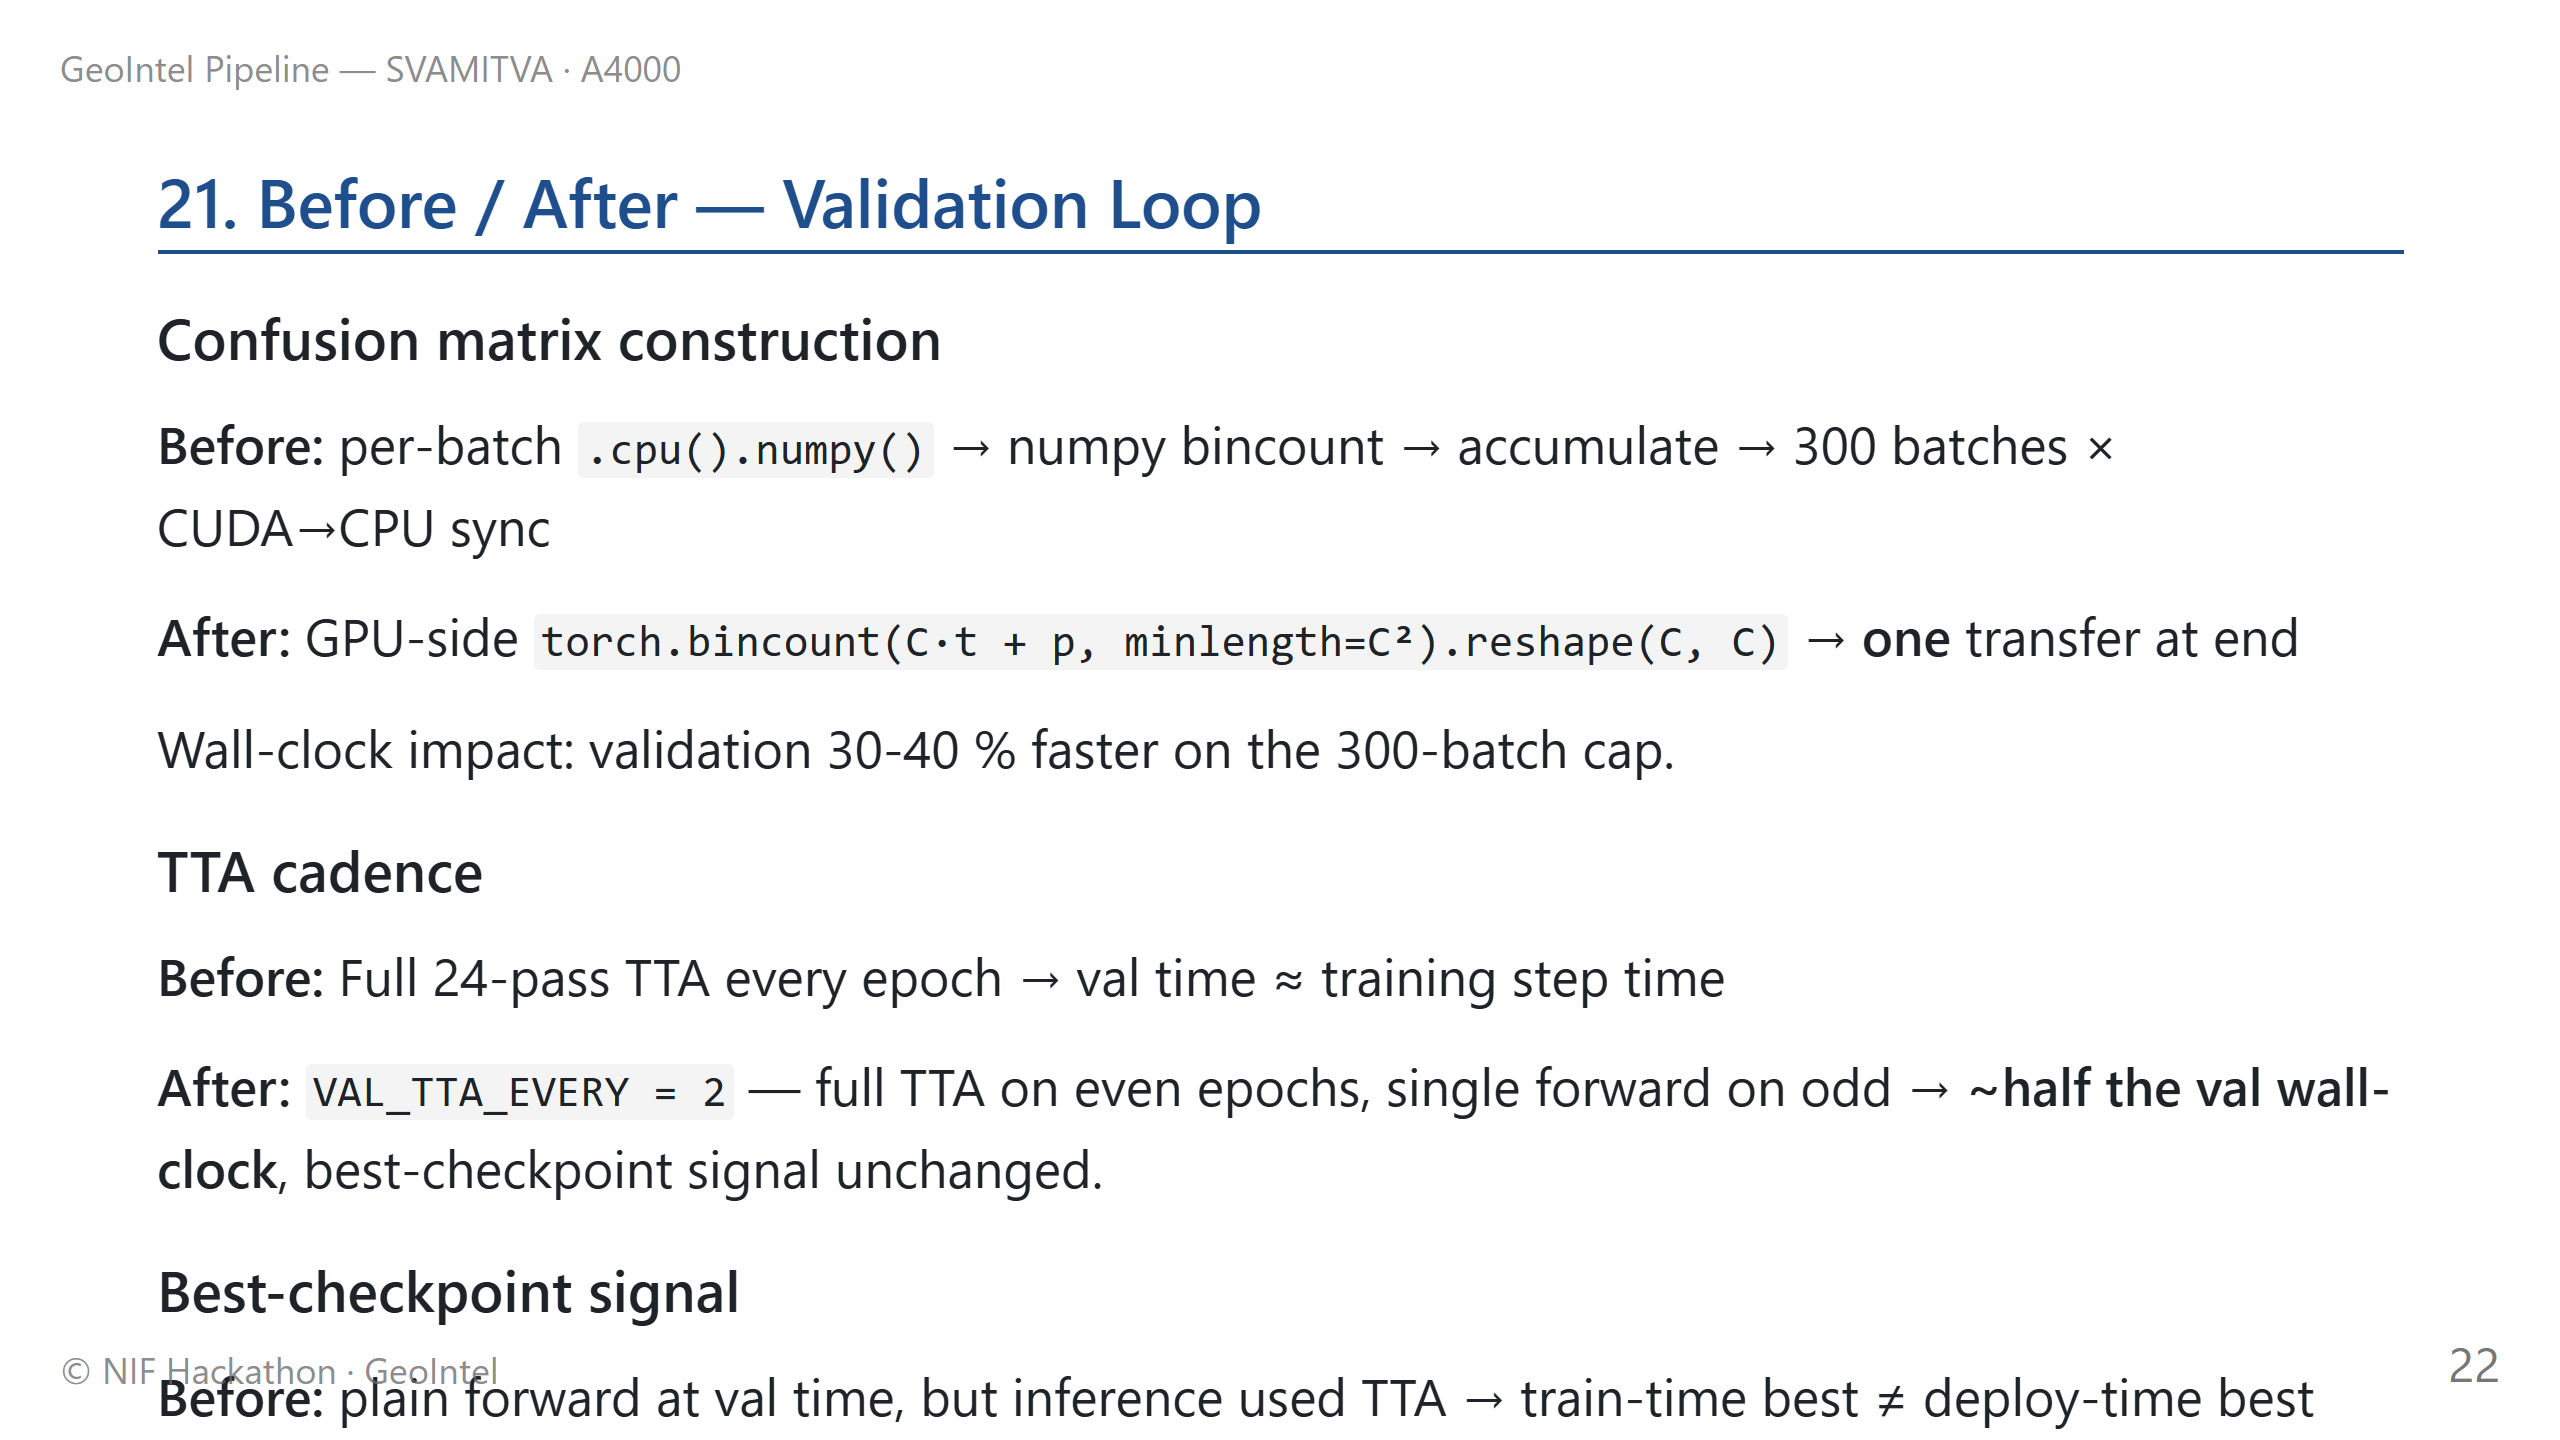 GeoIntel Pipeline — SVAMITVA · A4000
21. Before / After — Validation Loop
Confusion matrix construction
Before: per-batch .cpu().numpy() → numpy bincount → accumulate → 300 batches ×
CUDA→CPU sync
After: GPU-side torch.bincount(C·t + p, minlength=C²).reshape(C, C) → one transfer at end
Wall-clock impact: validation 30-40 % faster on the 300-batch cap.
TTA cadence
Before: Full 24-pass TTA every epoch → val time ≈ training step time
After: VAL_TTA_EVERY = 2 — full TTA on even epochs, single forward on odd → ~half the val wall-
clock, best-checkpoint signal unchanged.
Best-checkpoint signal
© NIF Hackathon · GeoIntel
22
Before: plain forward at val time, but inference used TTA → train-time best ≠ deploy-time best